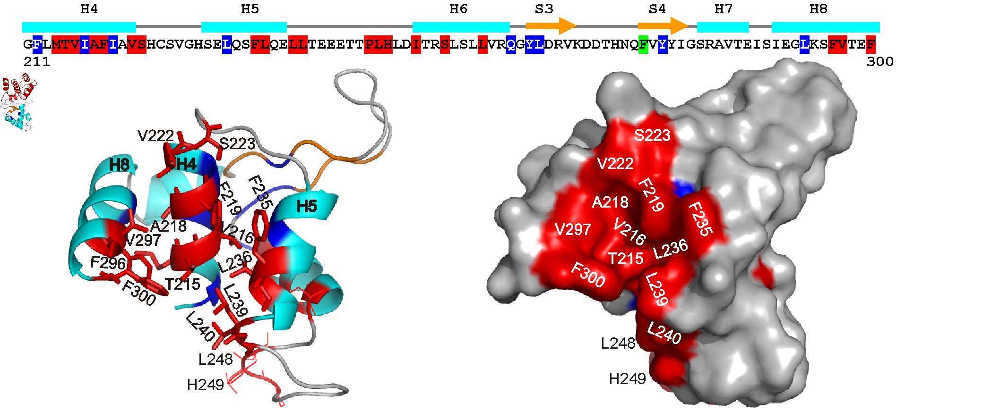 H4 H5 H6 S3 S4 H7 H8
GFLMTVIAFIAVSHCSVGHSELQSFLQELLTEEETTPLHLDITRSLSLLVRQGYLDRVKDDTHNQFVYYIGSRAVTEISIEGLKSFVTEF
211 300
V222 S223
H8 H4
F219 F235 H5
A218 V216
V297
F296 L236
F300 T215 L239
L240
L248
H249
S223
V222
A218 F219 F235
V297 V216 L236
F300 T215
L239
L240
L248
H249